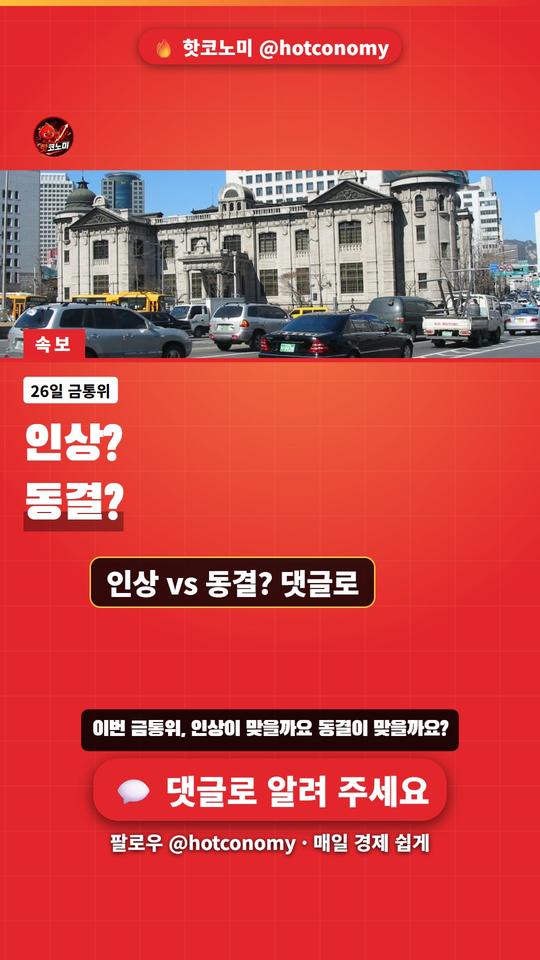 핫코노미 @hotconomy
핫코노미
속보
26일 금통위
인상?
동결?
인상 vs 동결? 댓글로
이번 금통위, 인상이 맞을까요 동결이 맞을까요?
댓글로 알려 주세요
팔로우 @hotconomy · 매일 경제 쉽게